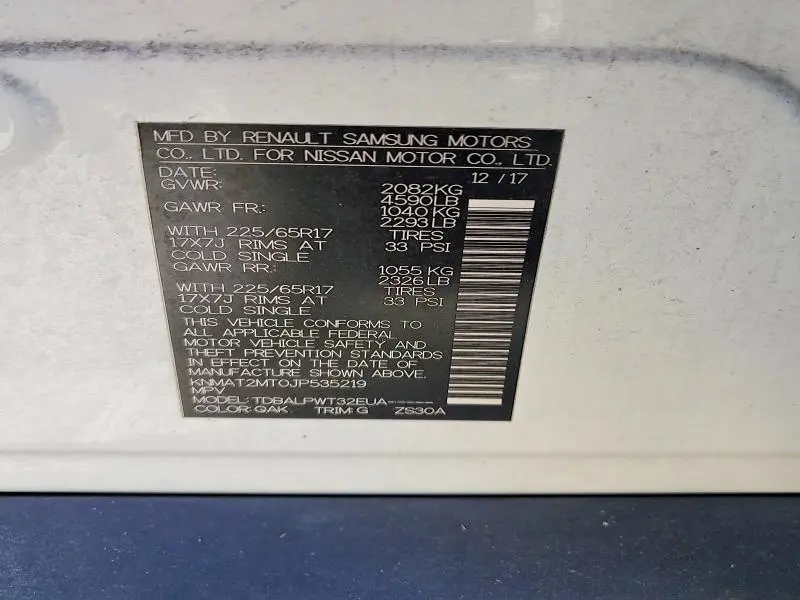 MFD BY RENAULT SAMSUNG MOTORS
CO., LTD. FOR NISSAN MOTOR CO., LTD.
DATE: 12 / 17
GVWR: 2082KG
4590LB
GAWR FR.: 1040 KG
2293LB
WITH 225/65R17 TIRES
17X7J RIMS AT 33 PSI
COLD SINGLE
GAWR RR.: 1055 KG
2326LB
WITH 225/65R17 TIRES
17X7J RIMS AT 33 PSI
COLD SINGLE
THIS VEHICLE CONFORMS TO
ALL APPLICABLE FEDERAL
MOTOR VEHICLE SAFETY AND
THEFT PREVENTION STANDARDS
IN EFFECT ON THE DATE OF
MANUFACTURE SHOWN ABOVE.
KNMAT2MT0JP535219
MPV
MODEL: TDBALPWT32EUA-----
COLOR: QAK TRIM: G ZS30A